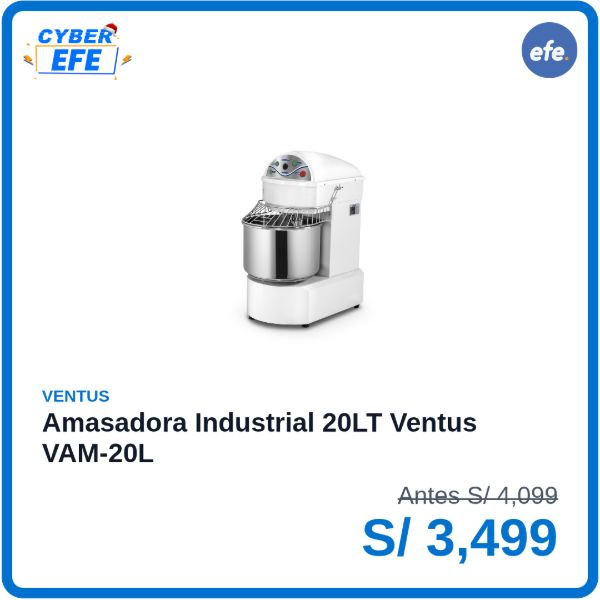 CYBER
EFE
efe.
VENTUS
Amasadora Industrial 20LT Ventus
VAM-20L
Antes S/ 4,099
S/ 3,499